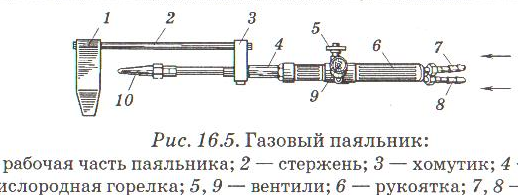 1 2 3 4 5 6 7
10 9 8
Рис. 16.5. Газовый паяльник:
рабочая часть паяльника; 2 — стержень; 3 — хомутик; 4 —
горелка; 5, 9 — вентили; 6 — рукоятка; 7, 8 —